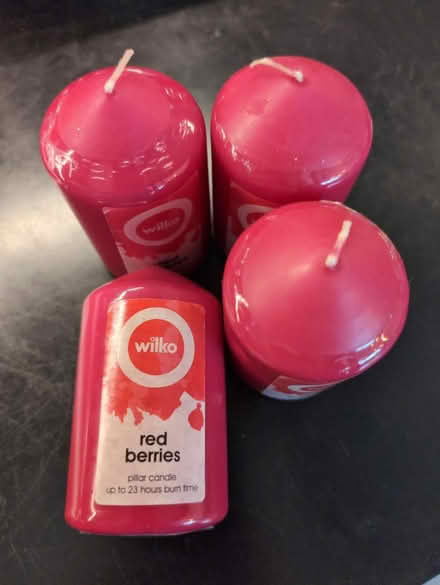 wilko
wilko
red
berries
pillar candle
up to 23 hours burn time